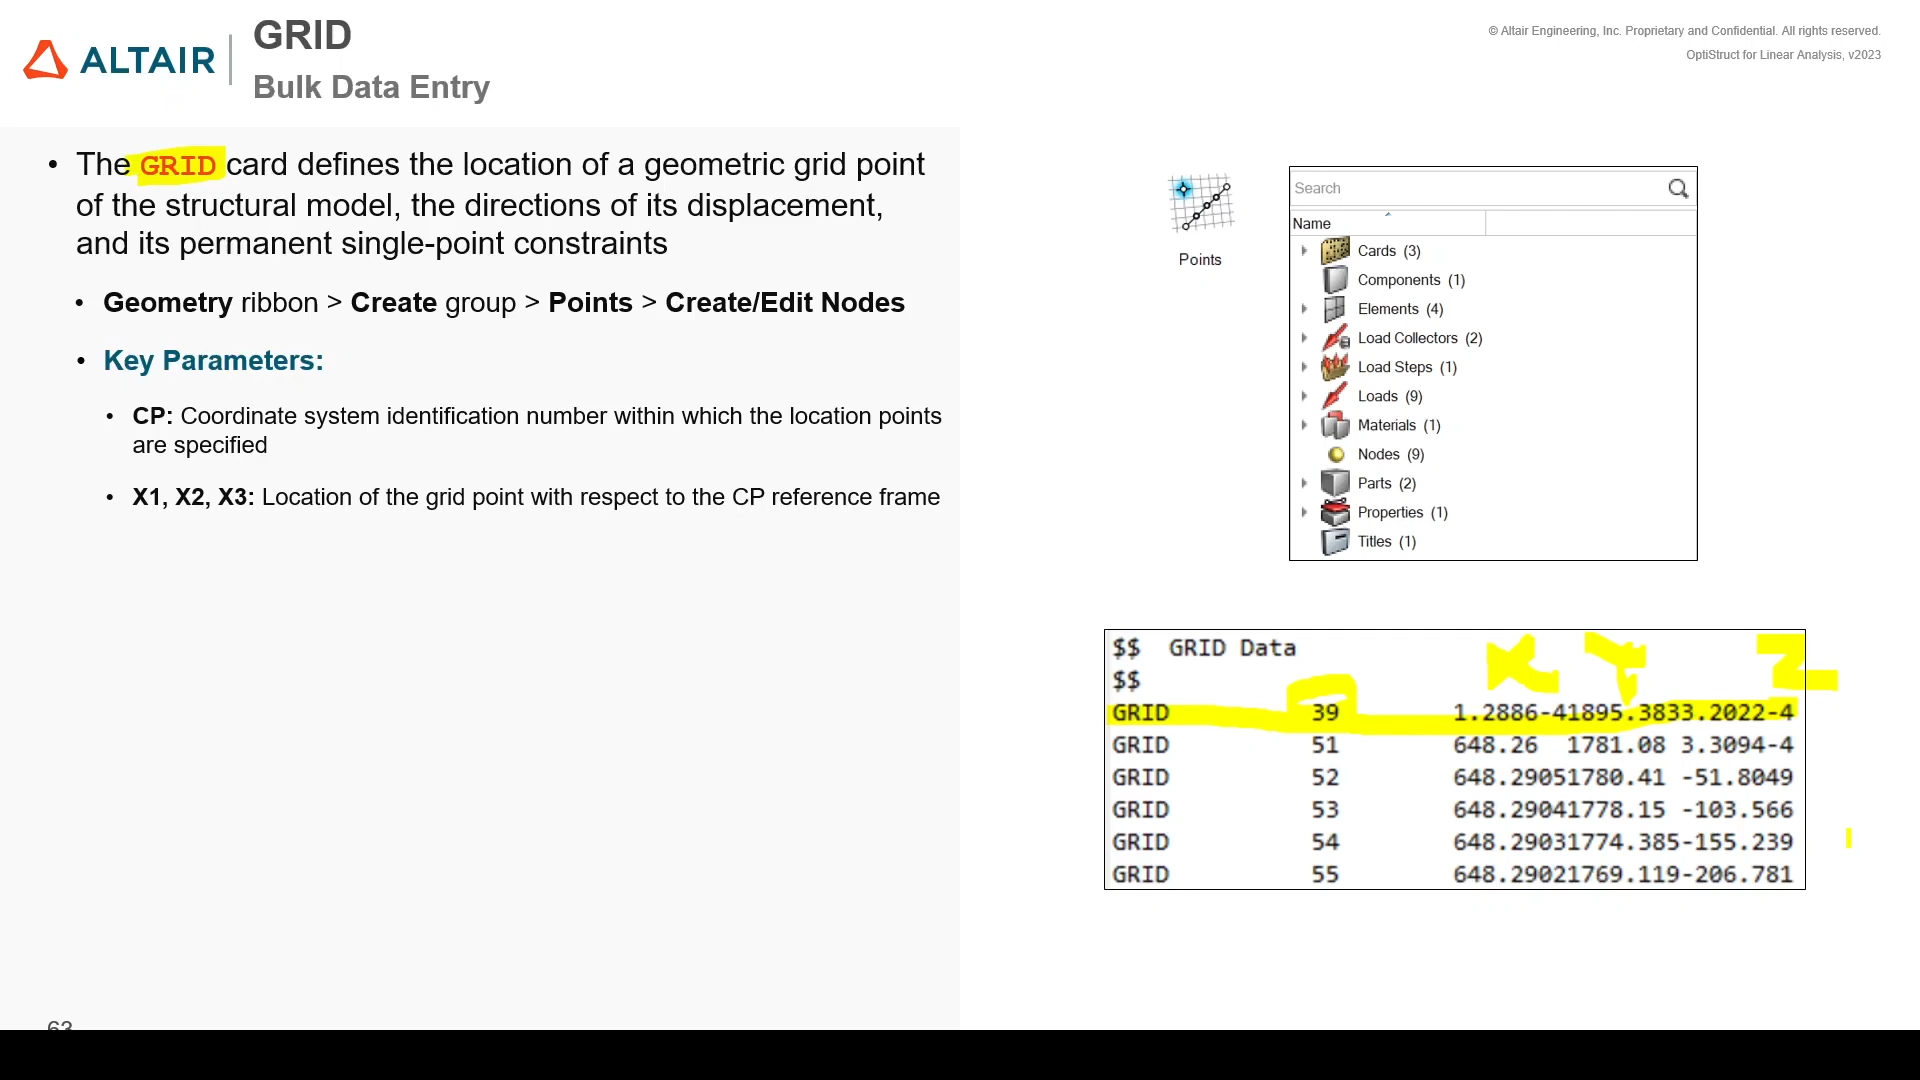 ALTAIR
GRID
Bulk Data Entry
© Altair Engineering, Inc. Proprietary and Confidential. All rights reserved.
OptiStruct for Linear Analysis, v2023
• The GRID card defines the location of a geometric grid point
of the structural model, the directions of its displacement,
and its permanent single-point constraints
• Geometry ribbon > Create group > Points > Create/Edit Nodes
• Key Parameters:
• CP: Coordinate system identification number within which the location points
are specified
• X1, X2, X3: Location of the grid point with respect to the CP reference frame
Points
Search
Name
Cards (3)
Components (1)
Elements (4)
Load Collectors (2)
Load Steps (1)
Loads (9)
Materials (1)
Nodes (9)
Parts (2)
Properties (1)
Titles (1)
X Y Z
$$ GRID Data
$$
GRID 39 1.2886-41895.3833.2022-4
GRID 51 648.26 1781.08 3.3094-4
GRID 52 648.29051780.41 -51.8049
GRID 53 648.29041778.15 -103.566
GRID 54 648.29031774.385-155.239
GRID 55 648.29021769.119-206.781
63